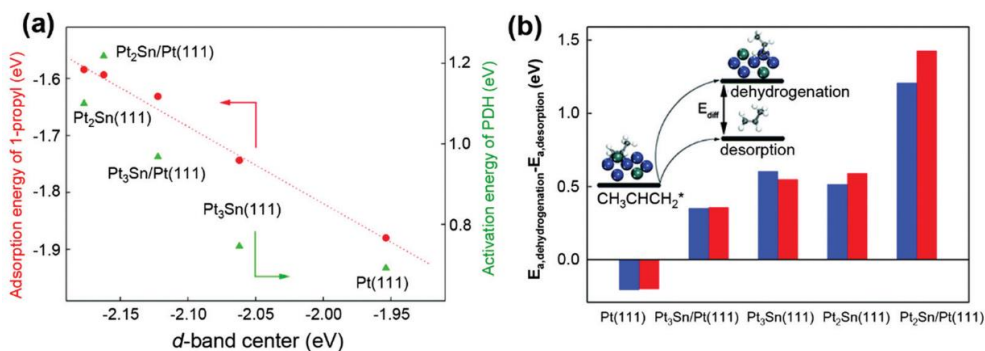 (a)
Adsorption energy of 1-propyl (eV)
-1.6
-1.7
-1.8
-1.9
Pt₂Sn/Pt(111)
Pt₂Sn(111)
Pt₃Sn/Pt(111)
Pt₃Sn(111)
Pt(111)
1.2
1.0
0.8
Activation energy of PDH (eV)
-2.15
-2.10
-2.05
-2.00
-1.95
d-band center (eV)
(b)
Eₐ,dehydrogenation-Eₐ,desorption (eV)
1.5
1.0
0.5
0.0
dehydrogenation
E_diff
desorption
CH3CHCH₂*
Pt(111)
Pt₃Sn/Pt(111)
Pt₃Sn(111)
Pt₂Sn(111)
Pt₂Sn/Pt(111)